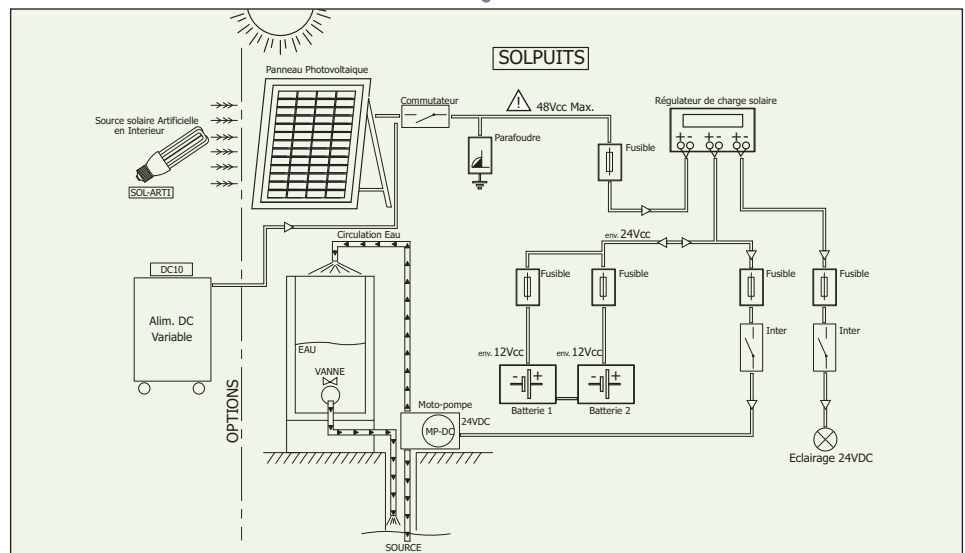 SOLPUITS
Panneau Photovoltaique
Commutateur
48Vcc Max.
Régulateur de charge solaire
Source solaire Artificielle
en Interieur
SOL-ARTI
Parafoudre
Fusible
+- +- +-
Circulation Eau
env. 24Vcc
DC10
Alim. DC
Variable
Fusible
Fusible
Fusible
Fusible
EAU
VANNE
Inter
Inter
env. 12Vcc
env. 12Vcc
- +
- +
Batterie 1
Batterie 2
OPTIONS
Moto-pompe
24VDC
MP-DC
Eclairage 24VDC
SOURCE